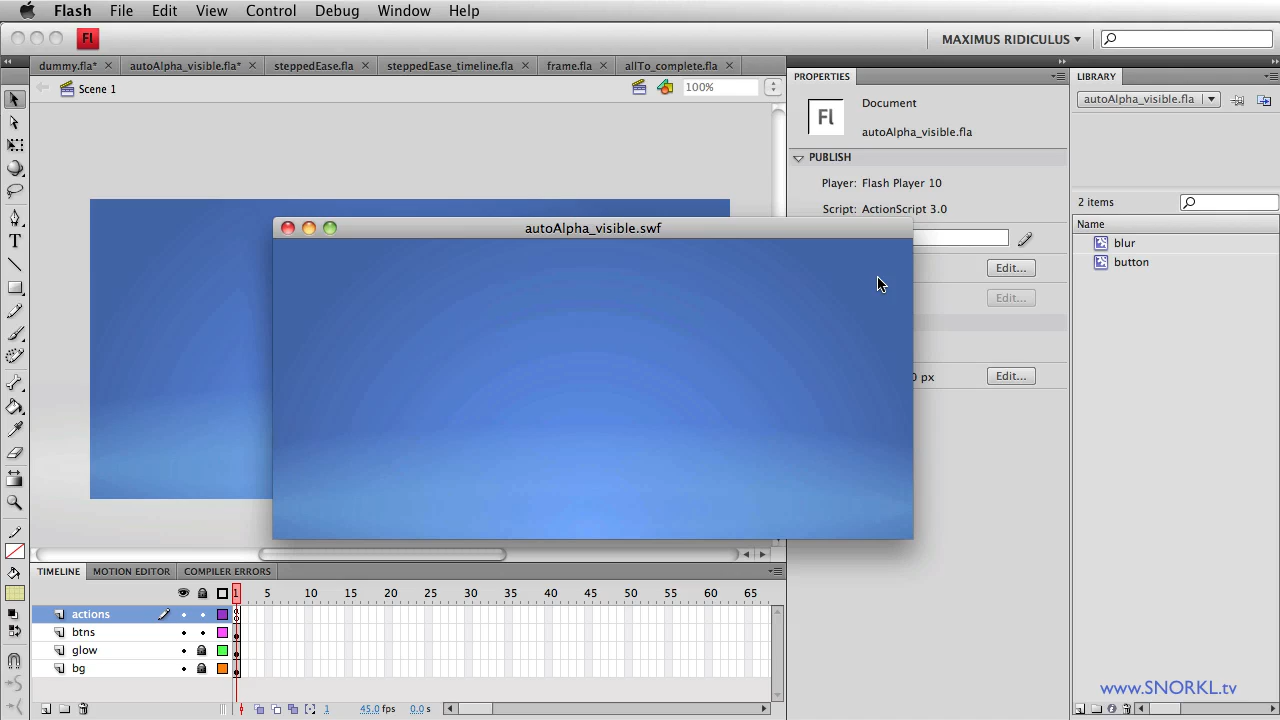 Flash File Edit View Control Debug Window Help
Fl MAXIMUS RIDICULUS
dummy.fla* autoAlpha_visible.fla* steppedEase.fla steppedEase_timeline.fla frame.fla allTo_complete.fla
Scene 1 100%
PROPERTIES
Fl Document
autoAlpha_visible.fla
PUBLISH
Player: Flash Player 10
Script: ActionScript 3.0
Edit...
Edit...
0 px Edit...
LIBRARY
autoAlpha_visible.fla
2 items
Name
blur
button
autoAlpha_visible.swf
TIMELINE MOTION EDITOR COMPILER ERRORS
1 5 10 15 20 25 30 35 40 45 50 55 60 65
actions
btns
glow
bg
1 45.0 fps 0.0 s
www.SNORKL.tv